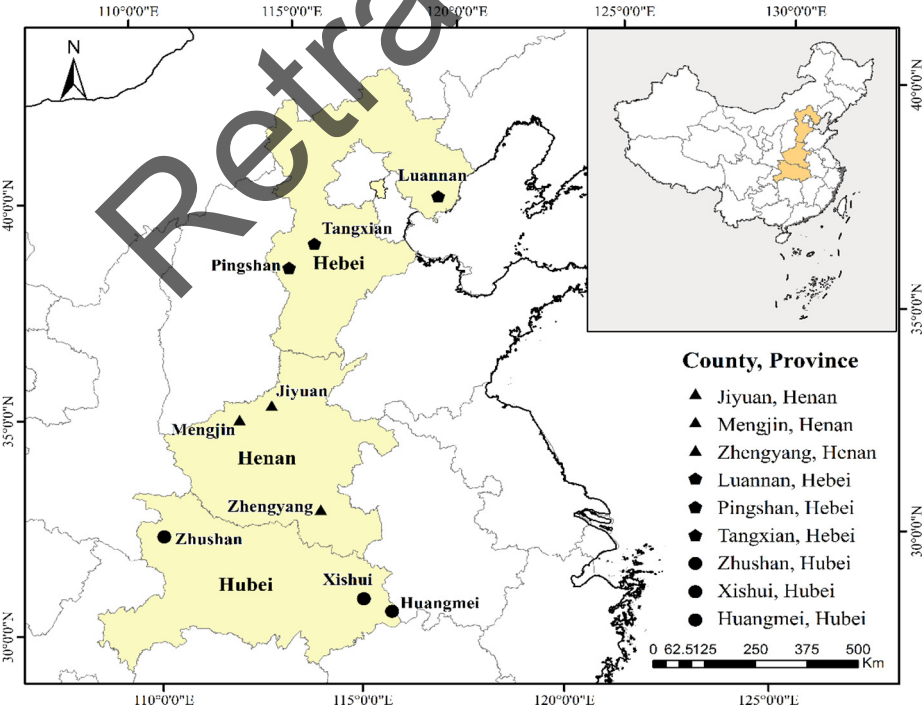 110°0'0"E 115°0'0"E 120°0'0"E 125°0'0"E 130°0'0"E
N
Retra
40°0'0"N
35°0'0"N
30°0'0"N
40°0'0"N
35°0'0"N
30°0'0"N
Luannan
Tangxian
Pingshan
Hebei
Jiyuan
Mengjin
Henan
Zhengyang
Zhushan
Hubei
Xishui
Huangmei
County, Province
Jiyuan, Henan
Mengjin, Henan
Zhengyang, Henan
Luannan, Hebei
Pingshan, Hebei
Tangxian, Hebei
Zhushan, Hubei
Xishui, Hubei
Huangmei, Hubei
0 62.5125 250 375 500
Km
110°0'0"E 115°0'0"E 120°0'0"E 125°0'0"E